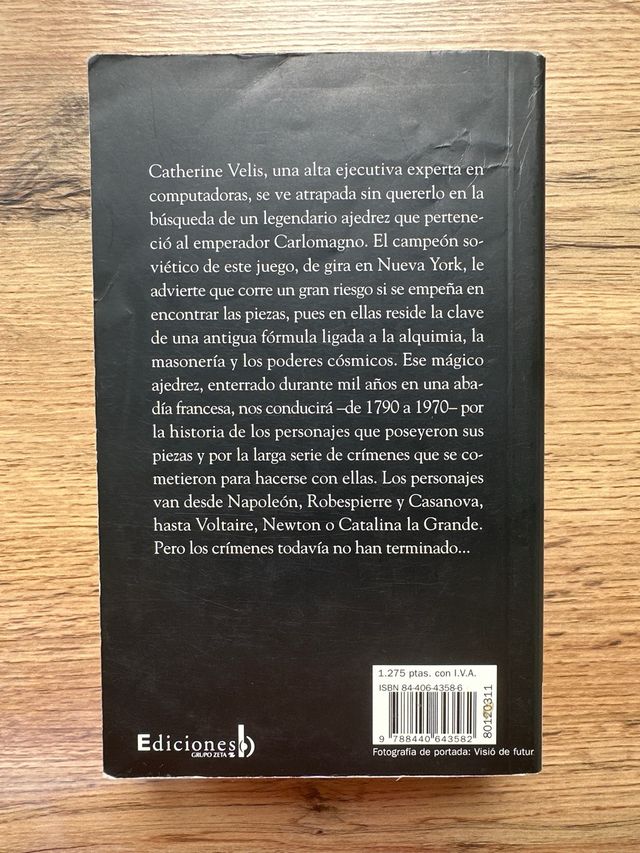 Catherine Velis, una alta ejecutiva experta en
computadoras, se ve atrapada sin quererlo en la
búsqueda de un legendario ajedrez que pertene-
ció al emperador Carlomagno. El campeón so-
viético de este juego, de gira en Nueva York, le
advierte que corre un gran riesgo si se empeña en
encontrar las piezas, pues en ellas reside la clave
de una antigua fórmula ligada a la alquimia, la
masonería y los poderes cósmicos. Ese mágico
ajedrez, enterrado durante mil años en una aba-
día francesa, nos conducirá –de 1790 a 1970– por
la historia de los personajes que poseyeron sus
piezas y por la larga serie de crímenes que se co-
metieron para hacerse con ellas. Los personajes
van desde Napoleón, Robespierre y Casanova,
hasta Voltaire, Newton o Catalina la Grande.
Pero los crímenes todavía no han terminado...
1.275 ptas. con I.V.A.
ISBN 84-406-4358-6
9 788440 643582
80120311
Ediciones b
GRUPO ZETA
Fotografía de portada: Visió de futur